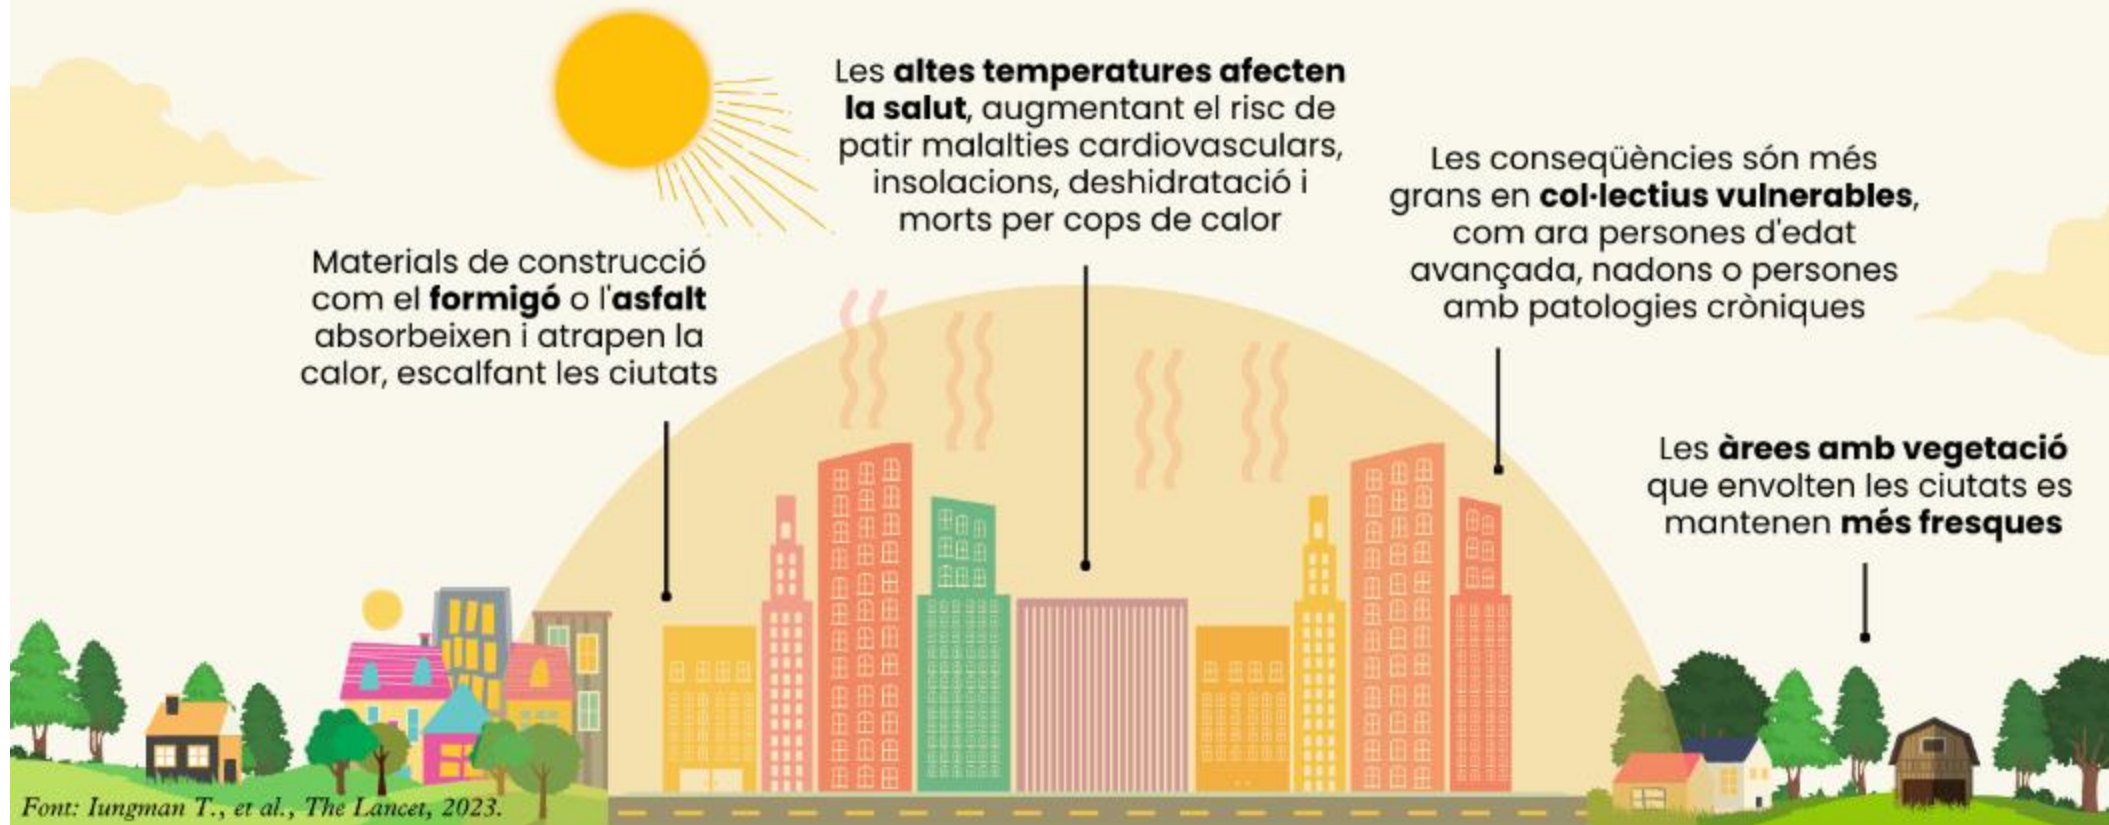 Les altes temperatures afecten
la salut, augmentant el risc de
patir malalties cardiovasculars,
insolacions, deshidratació i
morts per cops de calor
Les conseqüències són més
grans en col·lectius vulnerables,
com ara persones d'edat
avançada, nadons o persones
amb patologies cròniques
Materials de construcció
com el formigó o l'asfalt
absorbeixen i atrapen la
calor, escalfant les ciutats
Les àrees amb vegetació
que envolten les ciutats es
mantenen més fresques
Font: Iungman T., et al., The Lancet, 2023.